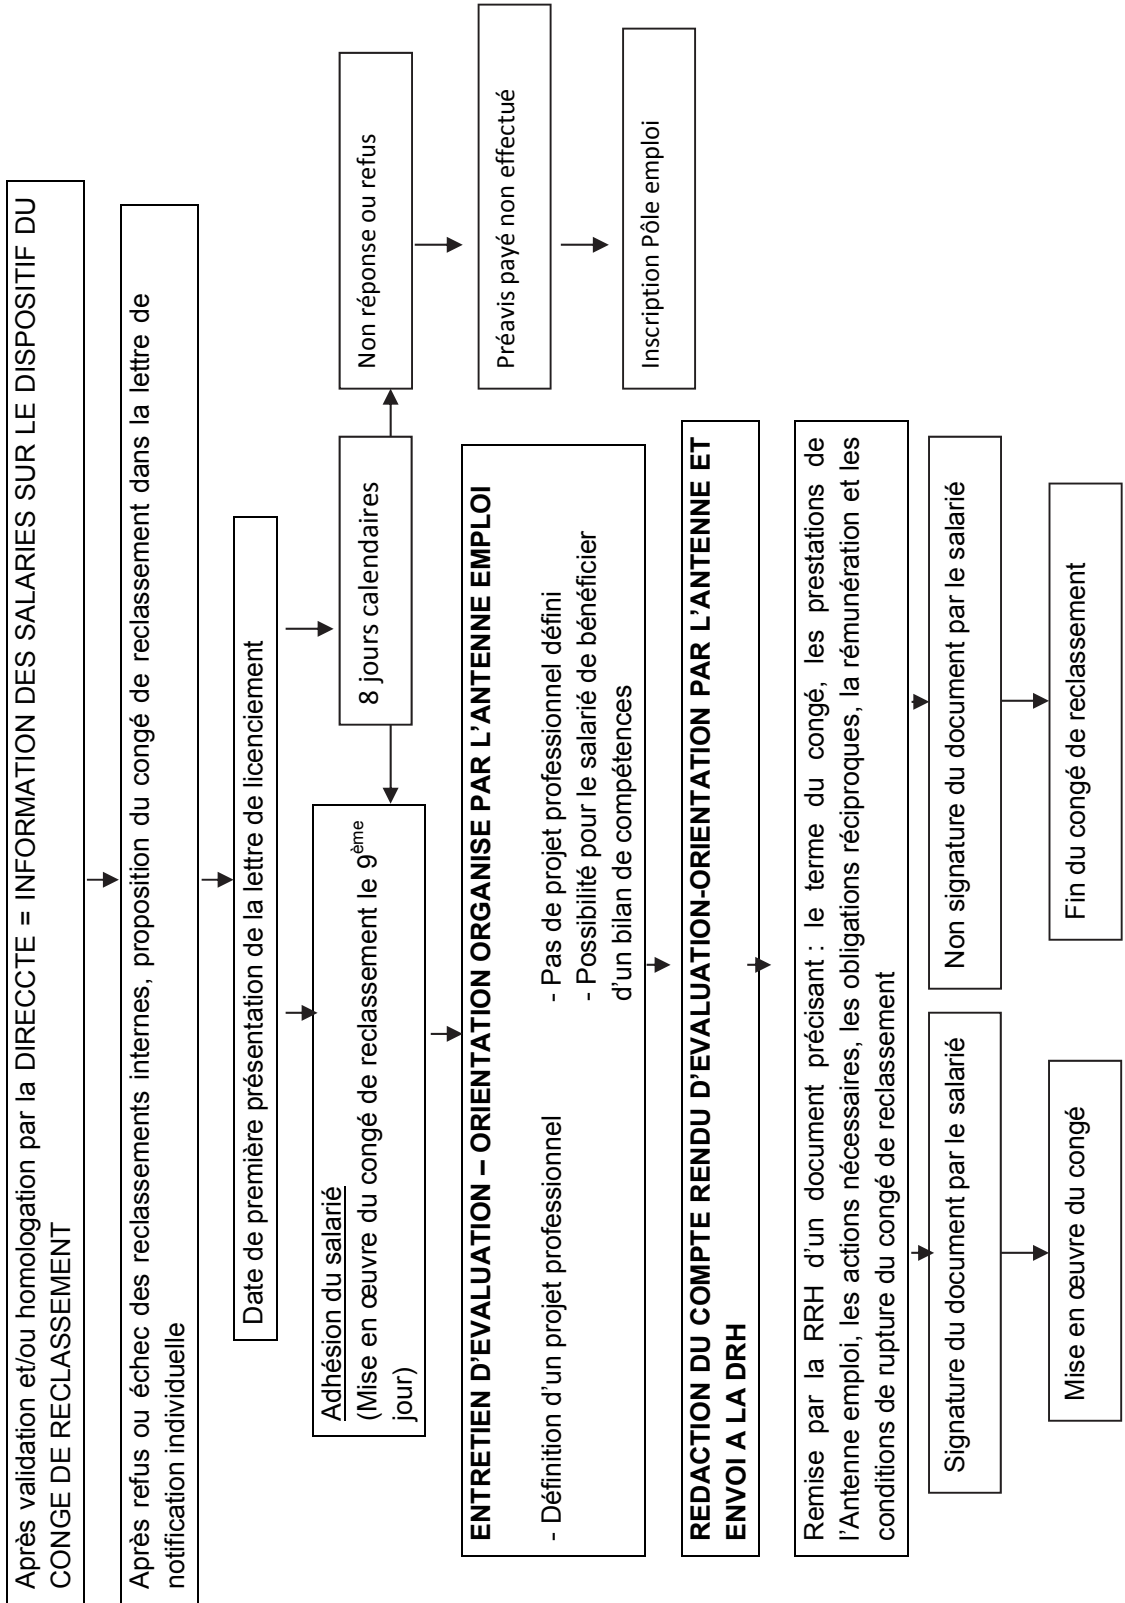 Après validation et/ou homologation par la DIRECCTE = INFORMATION DES SALARIES SUR LE DISPOSITIF DU
CONGE DE RECLASSEMENT
Après refus ou échec des reclassements internes, proposition du congé de reclassement dans la lettre de
notification individuelle
Date de première présentation de la lettre de licenciement
Adhésion du salarié
(Mise en œuvre du congé de reclassement le 9ème
jour)
8 jours calendaires
Non réponse ou refus
Préavis payé non effectué
Inscription Pôle emploi
ENTRETIEN D’EVALUATION – ORIENTATION ORGANISE PAR L’ANTENNE EMPLOI
- Définition d’un projet professionnel
- Pas de projet professionnel défini
- Possibilité pour le salarié de bénéficier
d’un bilan de compétences
REDACTION DU COMPTE RENDU D’EVALUATION-ORIENTATION PAR L’ANTENNE ET
ENVOI A LA DRH
Remise par la RRH d’un document précisant : le terme du congé, les prestations de
l’Antenne emploi, les actions nécessaires, les obligations réciproques, la rémunération et les
conditions de rupture du congé de reclassement
Signature du document par le salarié
Non signature du document par le salarié
Mise en œuvre du congé
Fin du congé de reclassement